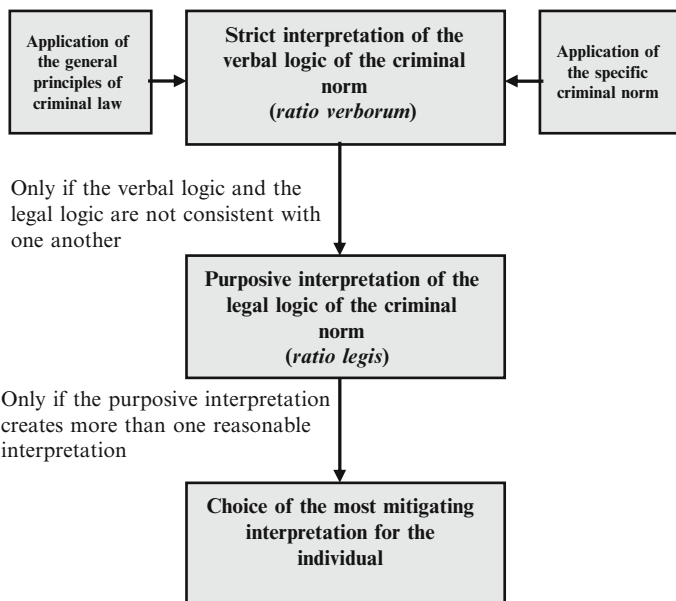 Application of
the general
principles of
criminal law
Strict interpretation of the
verbal logic of the criminal
norm
(ratio verborum)
Application of
the specific
criminal norm
Only if the verbal logic and the
legal logic are not consistent with
one another
Purposive interpretation of the
legal logic of the criminal
norm
(ratio legis)
Only if the purposive interpretation
creates more than one reasonable
interpretation
Choice of the most mitigating
interpretation for the
individual